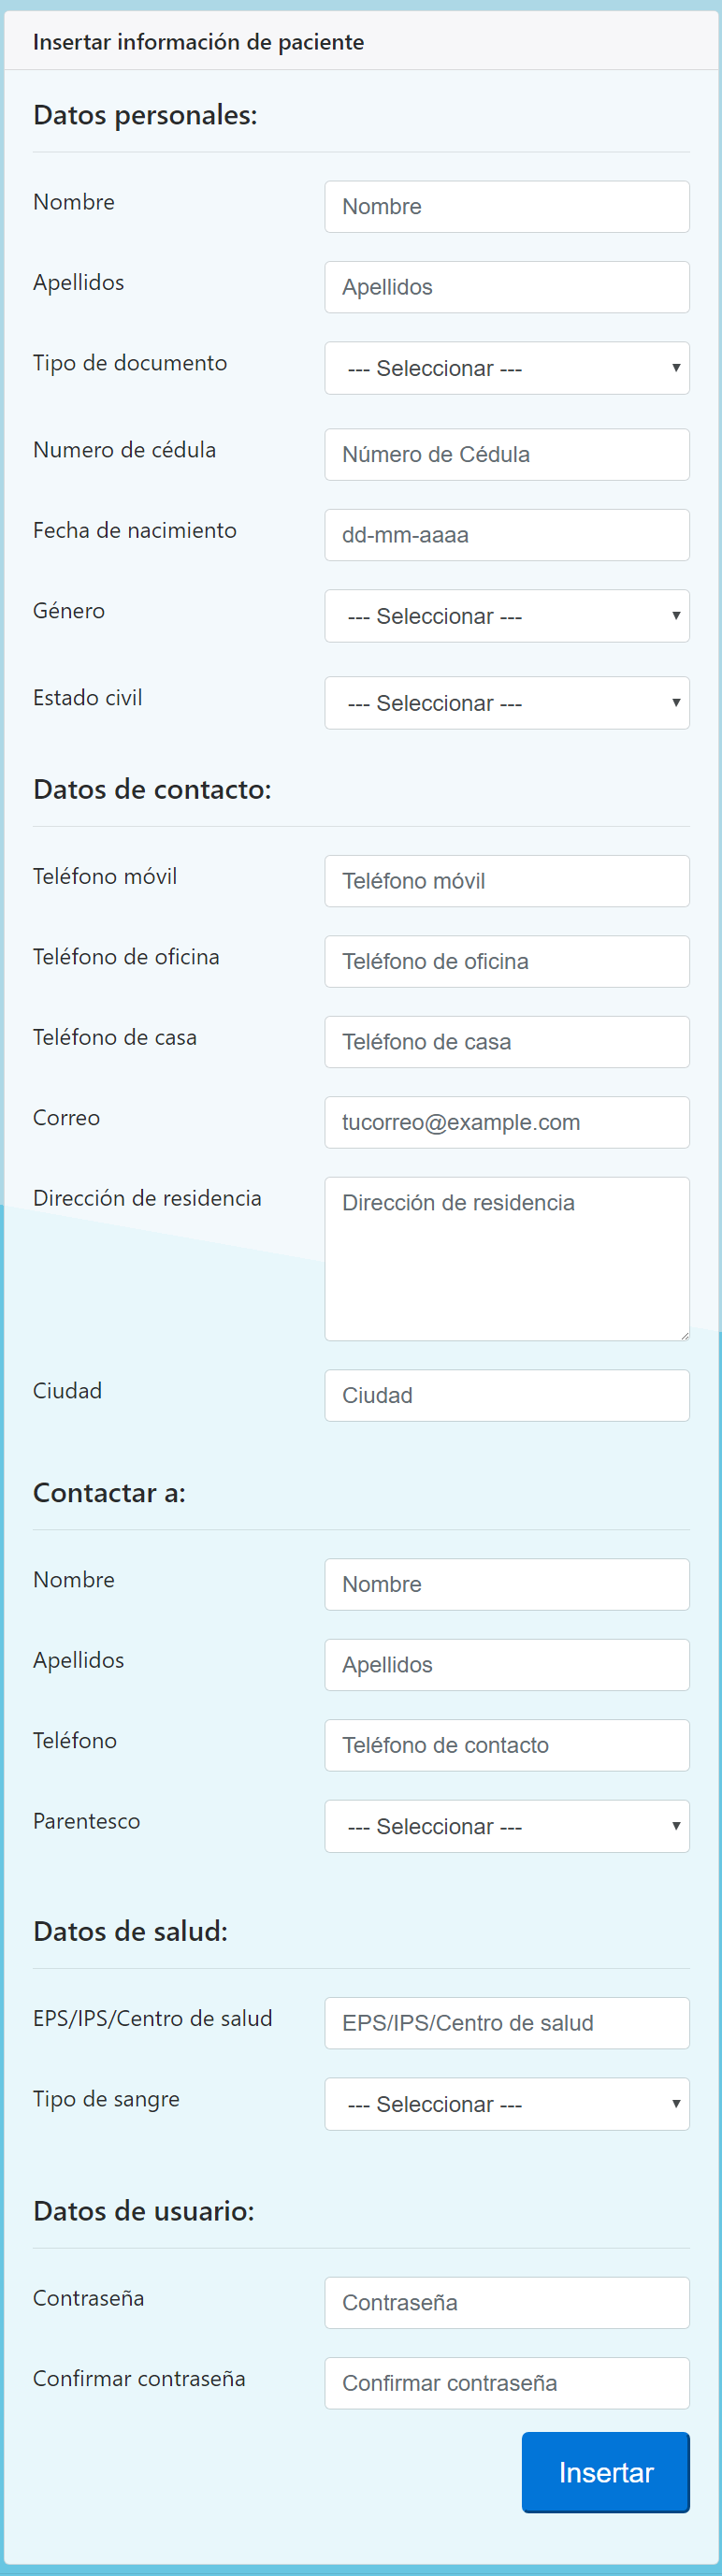 Insertar información de paciente
Datos personales:
Nombre Nombre
Apellidos Apellidos
Tipo de documento --- Seleccionar ---
Numero de cédula Número de Cédula
Fecha de nacimiento dd-mm-aaaa
Género --- Seleccionar ---
Estado civil --- Seleccionar ---
Datos de contacto:
Teléfono móvil Teléfono móvil
Teléfono de oficina Teléfono de oficina
Teléfono de casa Teléfono de casa
Correo tucorreo@example.com
Dirección de residencia Dirección de residencia
Ciudad Ciudad
Contactar a:
Nombre Nombre
Apellidos Apellidos
Teléfono Teléfono de contacto
Parentesco --- Seleccionar ---
Datos de salud:
EPS/IPS/Centro de salud EPS/IPS/Centro de salud
Tipo de sangre --- Seleccionar ---
Datos de usuario:
Contraseña Contraseña
Confirmar contraseña Confirmar contraseña
Insertar